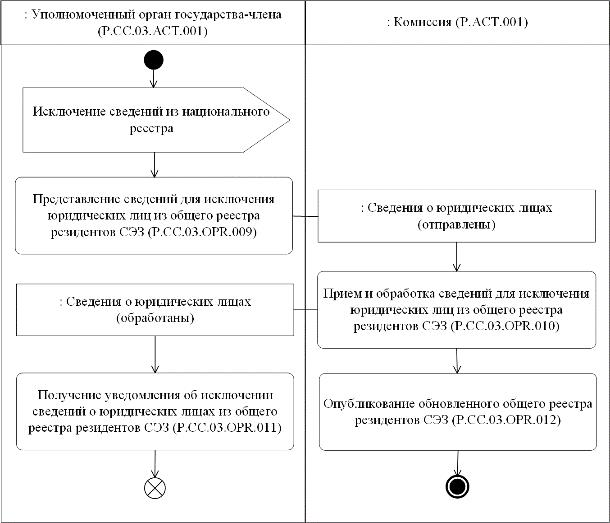 : Уполномоченный орган государства-члена
(P.CC.03.ACT.001)
: Комиссия (P.ACT.001)
Исключение сведений из национального
реестра
Представление сведений для исключения
юридических лиц из общего реестра
резидентов СЭЗ (P.CC.03.OPR.009)
: Сведения о юридических лицах
(отправлены)
Прием и обработка сведений для исключения
юридических лиц из общего реестра
резидентов СЭЗ (P.CC.03.OPR.010)
: Сведения о юридических лицах
(обработаны)
Получение уведомления об исключении
сведений о юридических лицах из общего
реестра резидентов СЭЗ (P.CC.03.OPR.011)
Опубликование обновленного общего реестра
резидентов СЭЗ (P.CC.03.OPR.012)